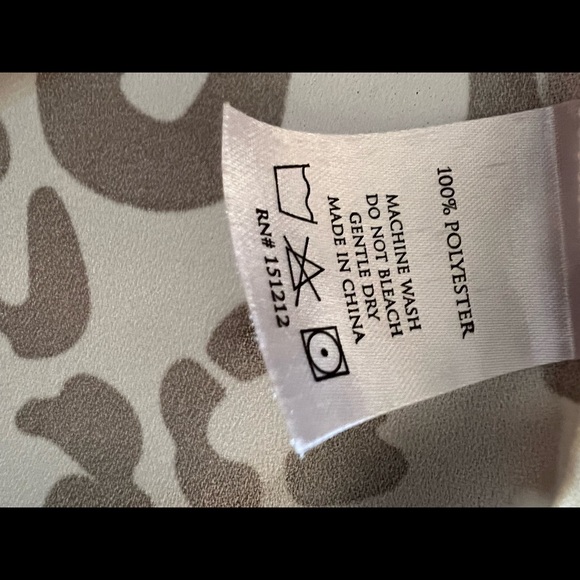 100% POLYESTER
MACHINE WASH
DO NOT BLEACH
GENTLE DRY
MADE IN CHINA
RN# 151212